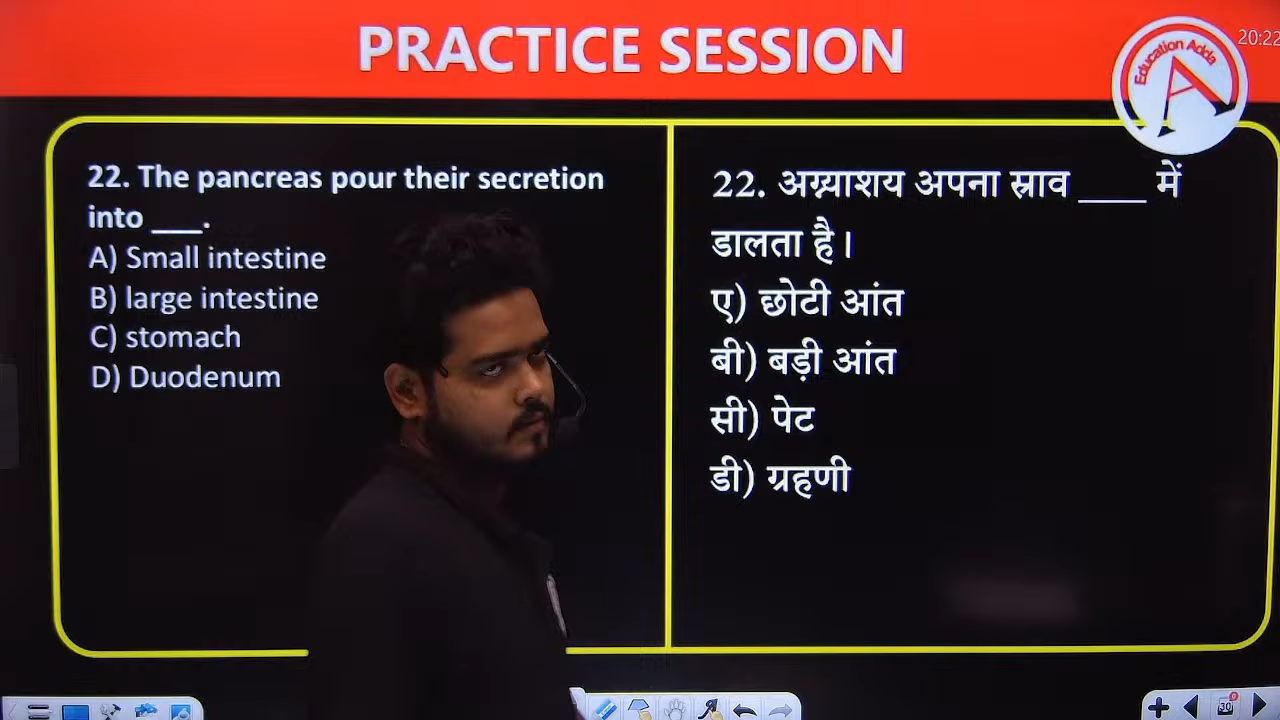 PRACTICE SESSION
Education Adda
A
20:22
22. The pancreas pour their secretion
into ___.
A) Small intestine
B) large intestine
C) stomach
D) Duodenum
22. अग्न्याशय अपना स्राव ____ में
डालता है।
ए) छोटी आंत
बी) बड़ी आंत
सी) पेट
डी) ग्रहणी
30